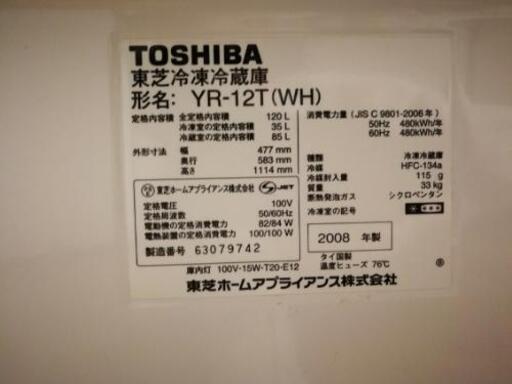 TOSHIBA
東芝冷凍冷蔵庫
形名: YR-12T(WH)
定格内容積 全定格内容積 120 L
冷凍室の定格内容積 35 L
冷蔵室の定格内容積 85 L
外形寸法 幅 477 mm
奥行 583 mm
高さ 1114 mm
東芝ホームアプライアンス株式会社 JET
定格電圧 100V
定格周波数 50/60Hz
電動機の定格消費電力 82/84 W
電熱装置の定格消費電力 100/100 W
製造番号 63079742
消費電力量 (JIS C 9801-2006年)
50Hz 480kWh/年
60Hz 480kWh/年
種類 冷凍冷蔵庫
冷媒 HFC-134a
冷媒封入量 115 g
質量 33 kg
断熱発泡ガス シクロペンタン
冷凍室の記号
2008 年製
タイ国製
庫内灯 100V-15W-T20-E12 温度ヒューズ 76℃
東芝ホームアプライアンス株式会社